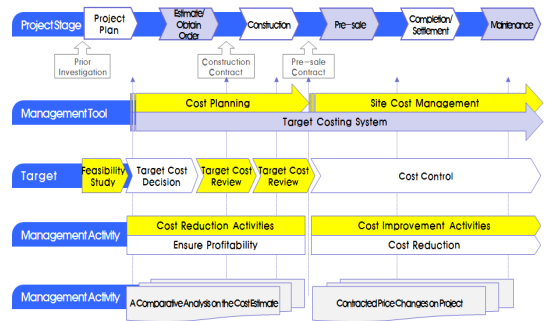 Project Stage
Project
Plan
Estimate/
Obtain
Order
Construction
Pre-sale
Completion/
Settlement
Maintenance
Prior
Investigation
Construction
Contract
Pre-sale
Contract
Management Tool
Cost Planning
Site Cost Management
Target Costing System
Target
Feasibility
Study
Target Cost
Decision
Target Cost
Review
Target Cost
Review
Cost Control
Management Activity
Cost Reduction Activities
Cost Improvement Activities
Ensure Profitability
Cost Reduction
Management Activity
A Comparative Analysis on the Cost Estimate
Contracted Price Changes on Project